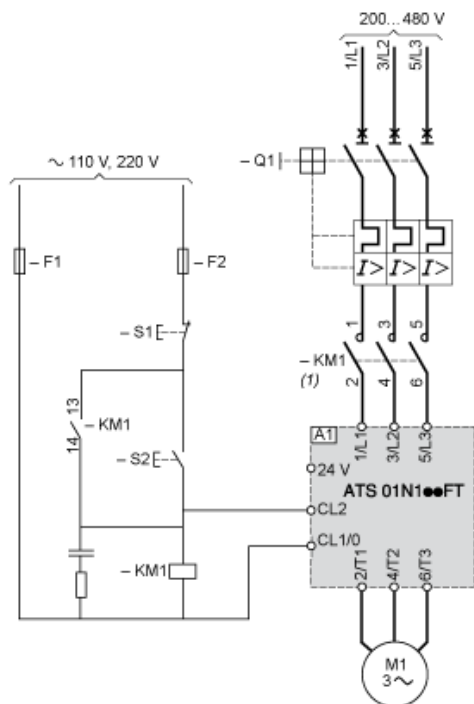 200... 480 V
1/L1
3/L2
5/L3
∼ 110 V, 220 V
– Q1
– F1
– F2
I> I> I>
– S1
1
3
5
– KM1
(1)
2
4
6
13
14
– KM1
– S2
A1
1/L1
3/L2
5/L3
24 V
ATS 01N1●●FT
CL2
CL1/0
– KM1
2/T1
4/T2
6/T3
M1
3 ∼